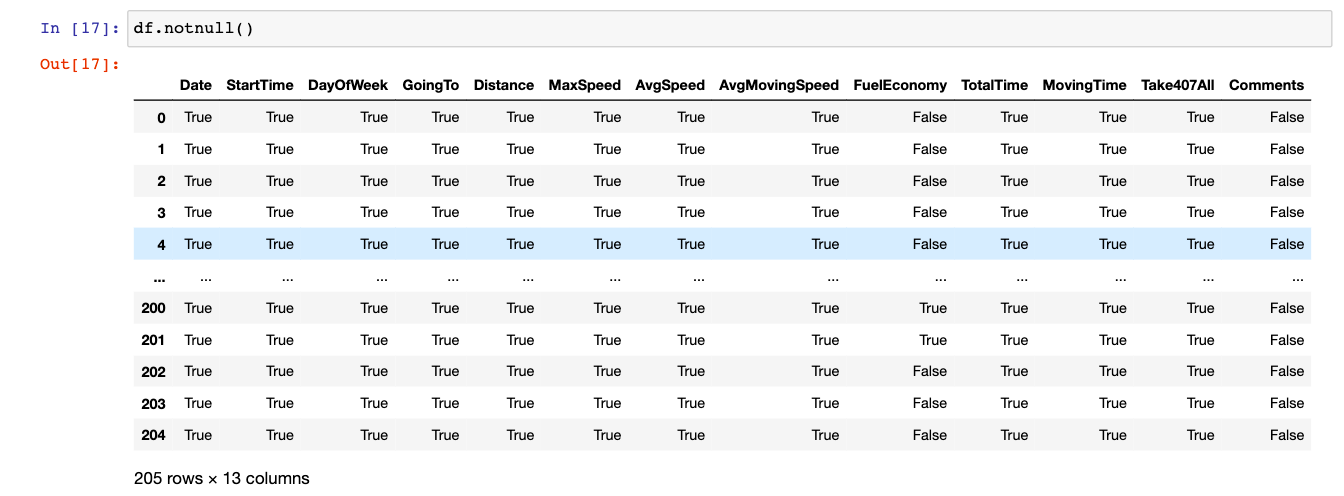 In [17]: df.notnull()
Out[17]:
Date StartTime DayOfWeek GoingTo Distance MaxSpeed AvgSpeed AvgMovingSpeed FuelEconomy TotalTime MovingTime Take407All Comments
0 True True True True True True True True False True True True False
1 True True True True True True True True False True True True False
2 True True True True True True True True False True True True False
3 True True True True True True True True False True True True False
4 True True True True True True True True False True True True False
... ... ... ... ... ... ... ... ... ... ... ... ... ...
200 True True True True True True True True True True True True False
201 True True True True True True True True True True True True False
202 True True True True True True True True False True True True False
203 True True True True True True True True False True True True False
204 True True True True True True True True False True True True False
205 rows × 13 columns